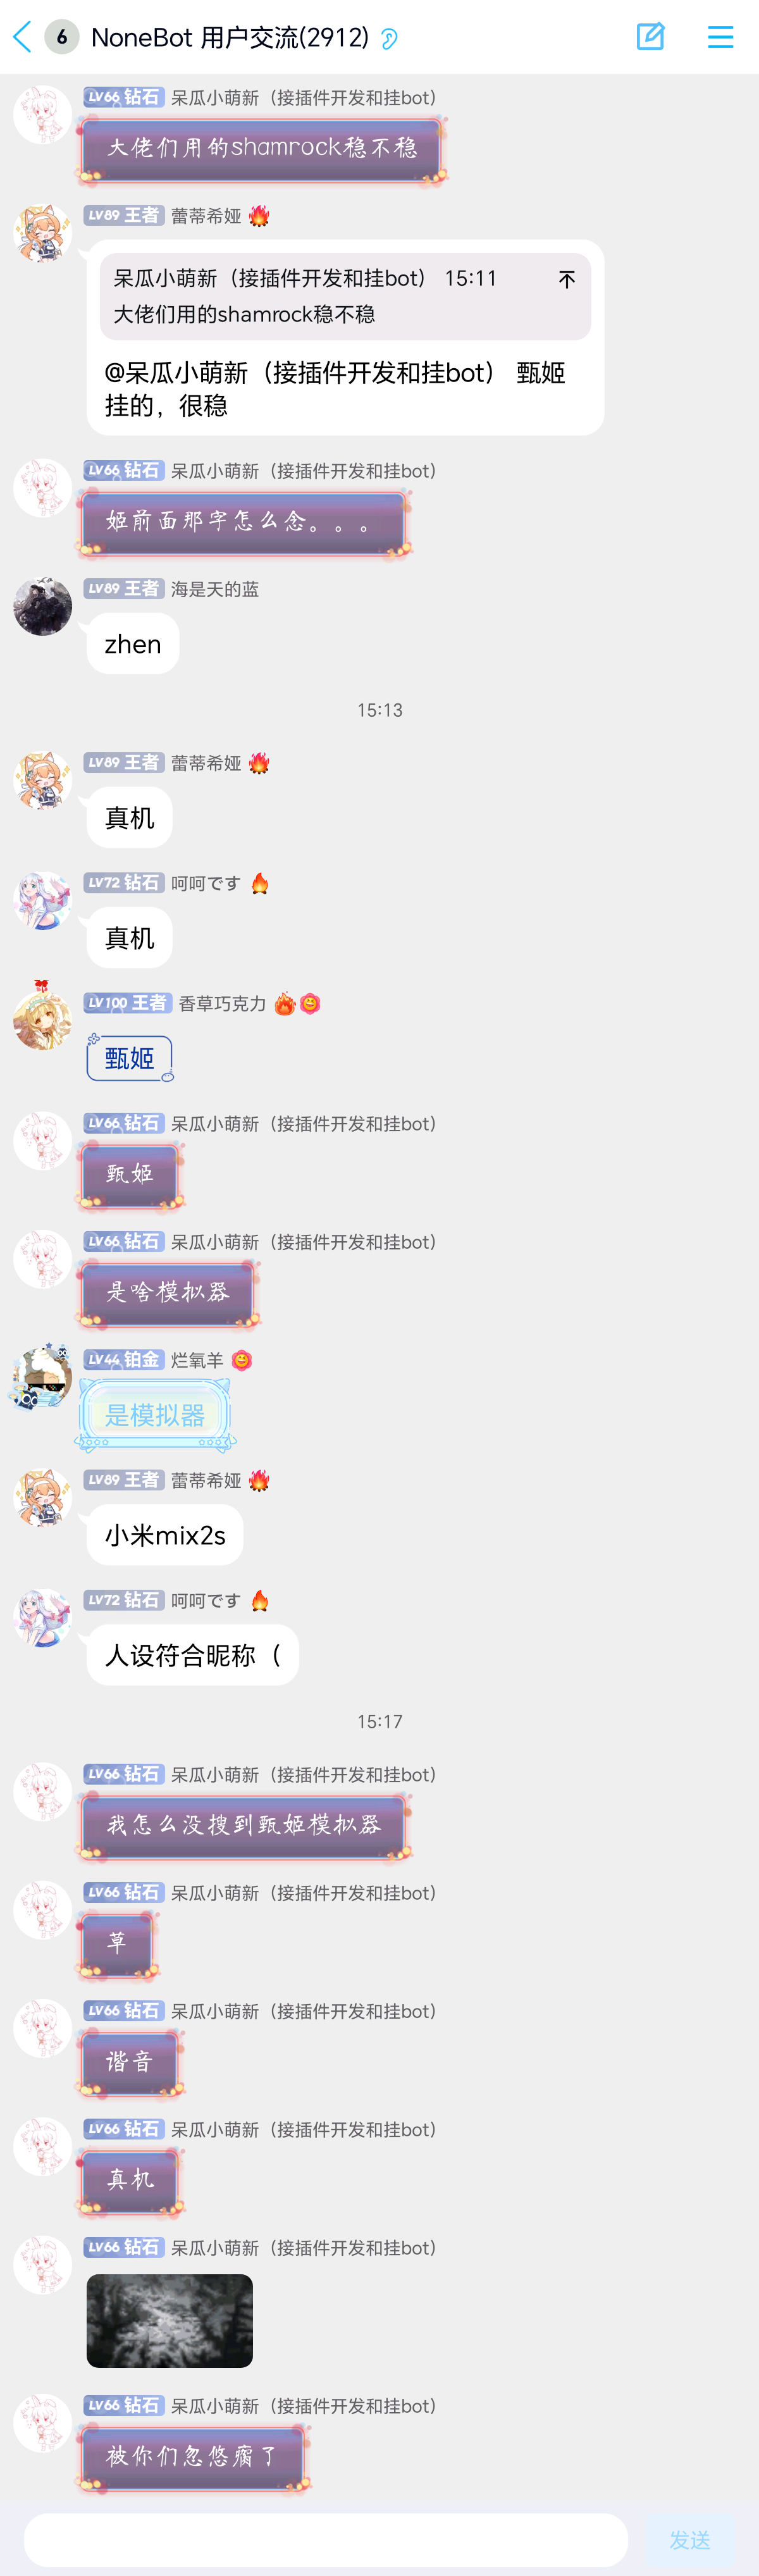 6 NoneBot 用户交流(2912)
LV66 钻石 呆瓜小萌新（接插件开发和挂bot）
大佬们用的shamrock稳不稳
LV89 王者 蕾蒂希娅
呆瓜小萌新（接插件开发和挂bot） 15:11
大佬们用的shamrock稳不稳
@呆瓜小萌新（接插件开发和挂bot） 甄姬
挂的，很稳
LV66 钻石 呆瓜小萌新（接插件开发和挂bot）
姬前面那字怎么念。。。
LV89 王者 海是天的蓝
zhen
15:13
LV89 王者 蕾蒂希娅
真机
LV72 钻石 呵呵です
真机
LV100 王者 香草巧克力
甄姬
LV66 钻石 呆瓜小萌新（接插件开发和挂bot）
甄姬
LV66 钻石 呆瓜小萌新（接插件开发和挂bot）
是啥模拟器
LV44 铂金 烂氧羊
是模拟器
LV89 王者 蕾蒂希娅
小米mix2s
LV72 钻石 呵呵です
人设符合昵称（
15:17
LV66 钻石 呆瓜小萌新（接插件开发和挂bot）
我怎么没搜到甄姬模拟器
LV66 钻石 呆瓜小萌新（接插件开发和挂bot）
草
LV66 钻石 呆瓜小萌新（接插件开发和挂bot）
谐音
LV66 钻石 呆瓜小萌新（接插件开发和挂bot）
真机
LV66 钻石 呆瓜小萌新（接插件开发和挂bot）
LV66 钻石 呆瓜小萌新（接插件开发和挂bot）
被你们忽悠瘸了
发送